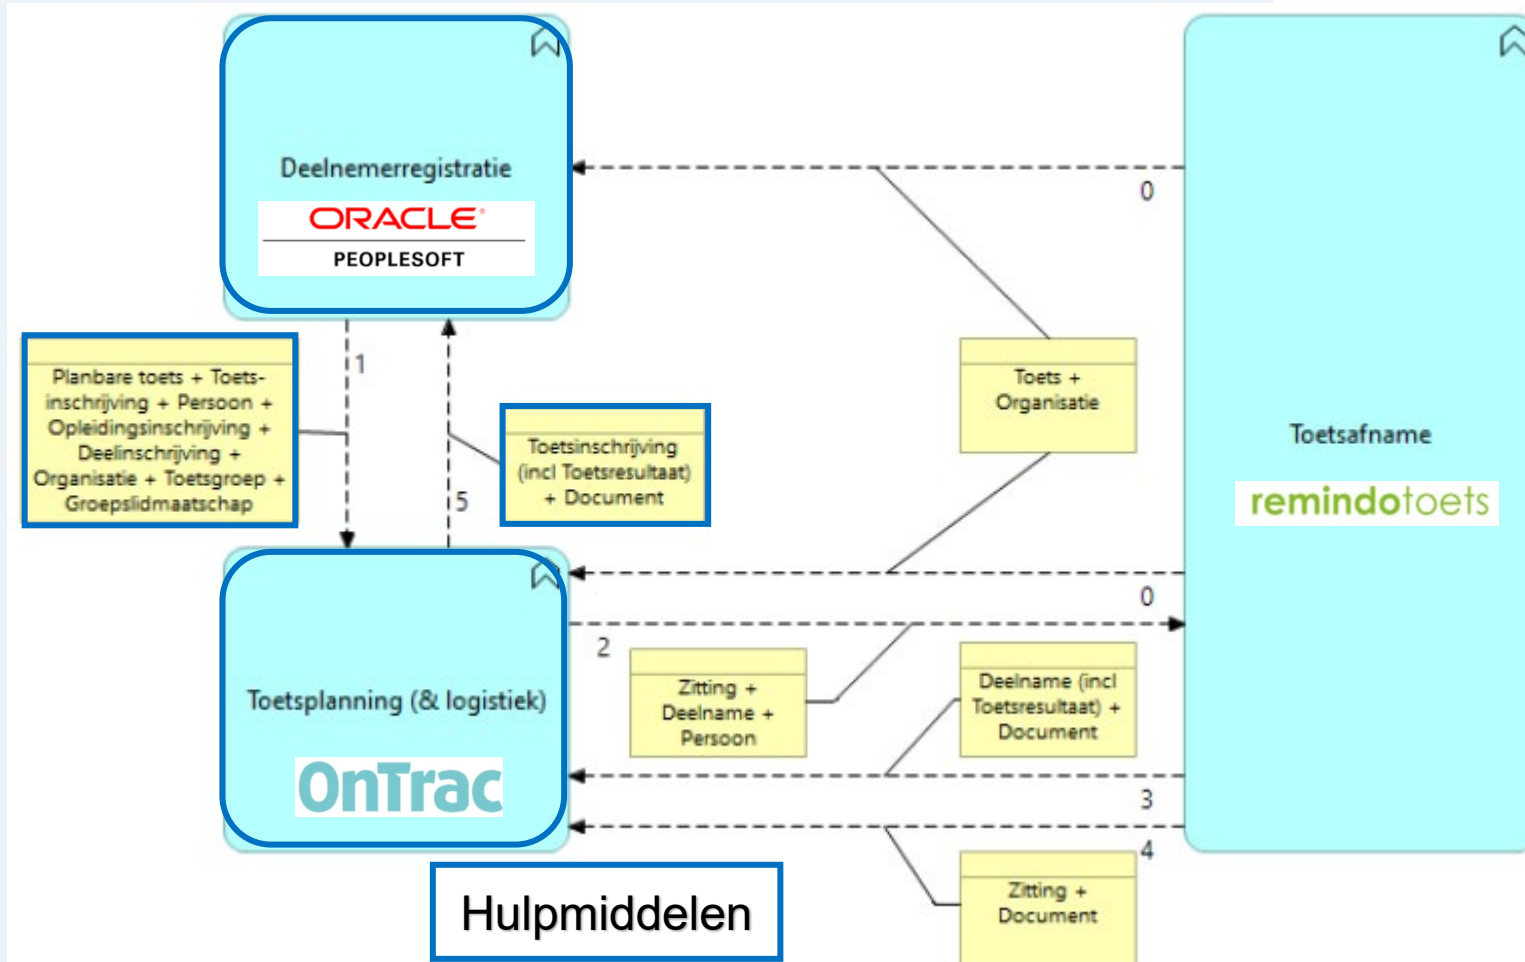 Deelnemerregistratie
ORACLE®
PEOPLESOFT
0
Planbare toets + Toets-
inschrijving + Persoon +
Opleidingsinschrijving +
Deelinschrijving +
Organisatie + Toetsgroep +
Groepslidmaatschap
1
Toetsinschrijving
(incl Toetsresultaat)
+ Document
5
Toets +
Organisatie
Toetsafname
remindotoets
0
2
Toetsplanning (& logistiek)
OnTrac
Zitting +
Deelname +
Persoon
Deelname (incl
Toetsresultaat) +
Document
3
4
Zitting +
Document
Hulpmiddelen